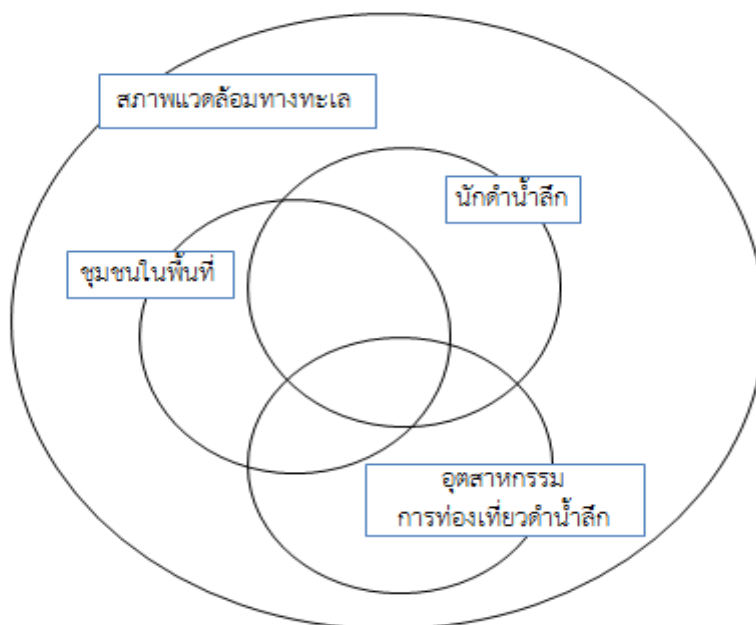 สภาพแวดล้อมทางทะเล
นักดำน้ำลึก
ชุมชนในพื้นที่
อุตสาหกรรม
การท่องเที่ยวดำน้ำลึก